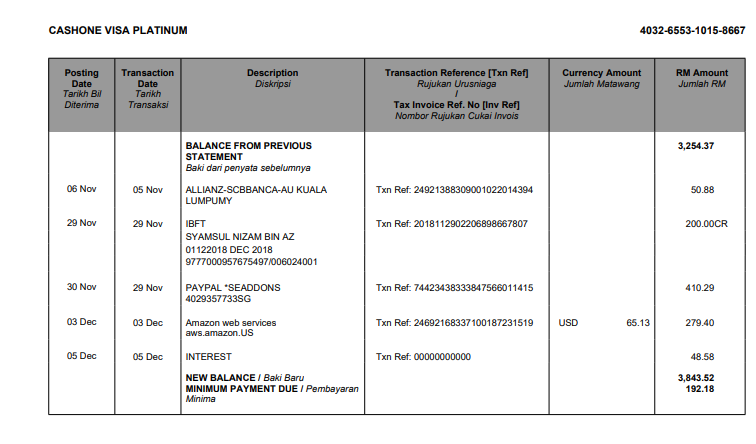 CASHONE VISA PLATINUM 4032-6553-1015-8667
Posting Date Transaction Date Description Transaction Reference [Txn Ref] Currency Amount RM Amount
Tarikh Bil Diterima Tarikh Transaksi Diskripsi Rujukan Urusniaga Jumlah Matawang Jumlah RM
/
Tax Invoice Ref. No [Inv Ref]
Nombor Rujukan Cukai Invois
BALANCE FROM PREVIOUS 3,254.37
STATEMENT
Baki dari penyata sebelumnya
06 Nov 05 Nov ALLIANZ-SCBBANCA-AU KUALA Txn Ref: 24921388309001022014394 50.88
LUMPUMY
29 Nov 29 Nov IBFT Txn Ref: 2018112902206898667807 200.00CR
SYAMSUL NIZAM BIN AZ
01122018 DEC 2018
9777000957675497/006024001
30 Nov 29 Nov PAYPAL *SEADDONS Txn Ref: 74423438333847566011415 410.29
4029357733SG
03 Dec 03 Dec Amazon web services Txn Ref: 24692168337100187231519 USD 65.13 279.40
aws.amazon.US
05 Dec 05 Dec INTEREST Txn Ref: 00000000000 48.58
NEW BALANCE / Baki Baru 3,843.52
MINIMUM PAYMENT DUE / Pembayaran 192.18
Minima